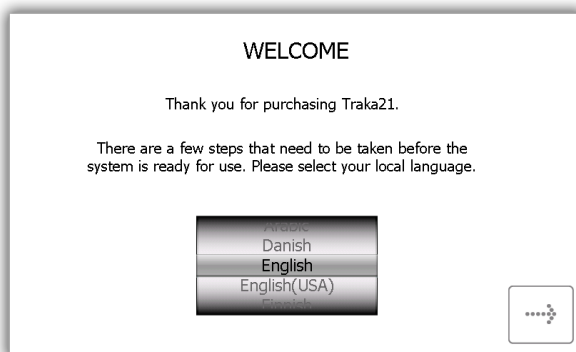 WELCOME
Thank you for purchasing Traka21.
There are a few steps that need to be taken before the
system is ready for use. Please select your local language.
Arabic
Danish
English
English(USA)
Finnish